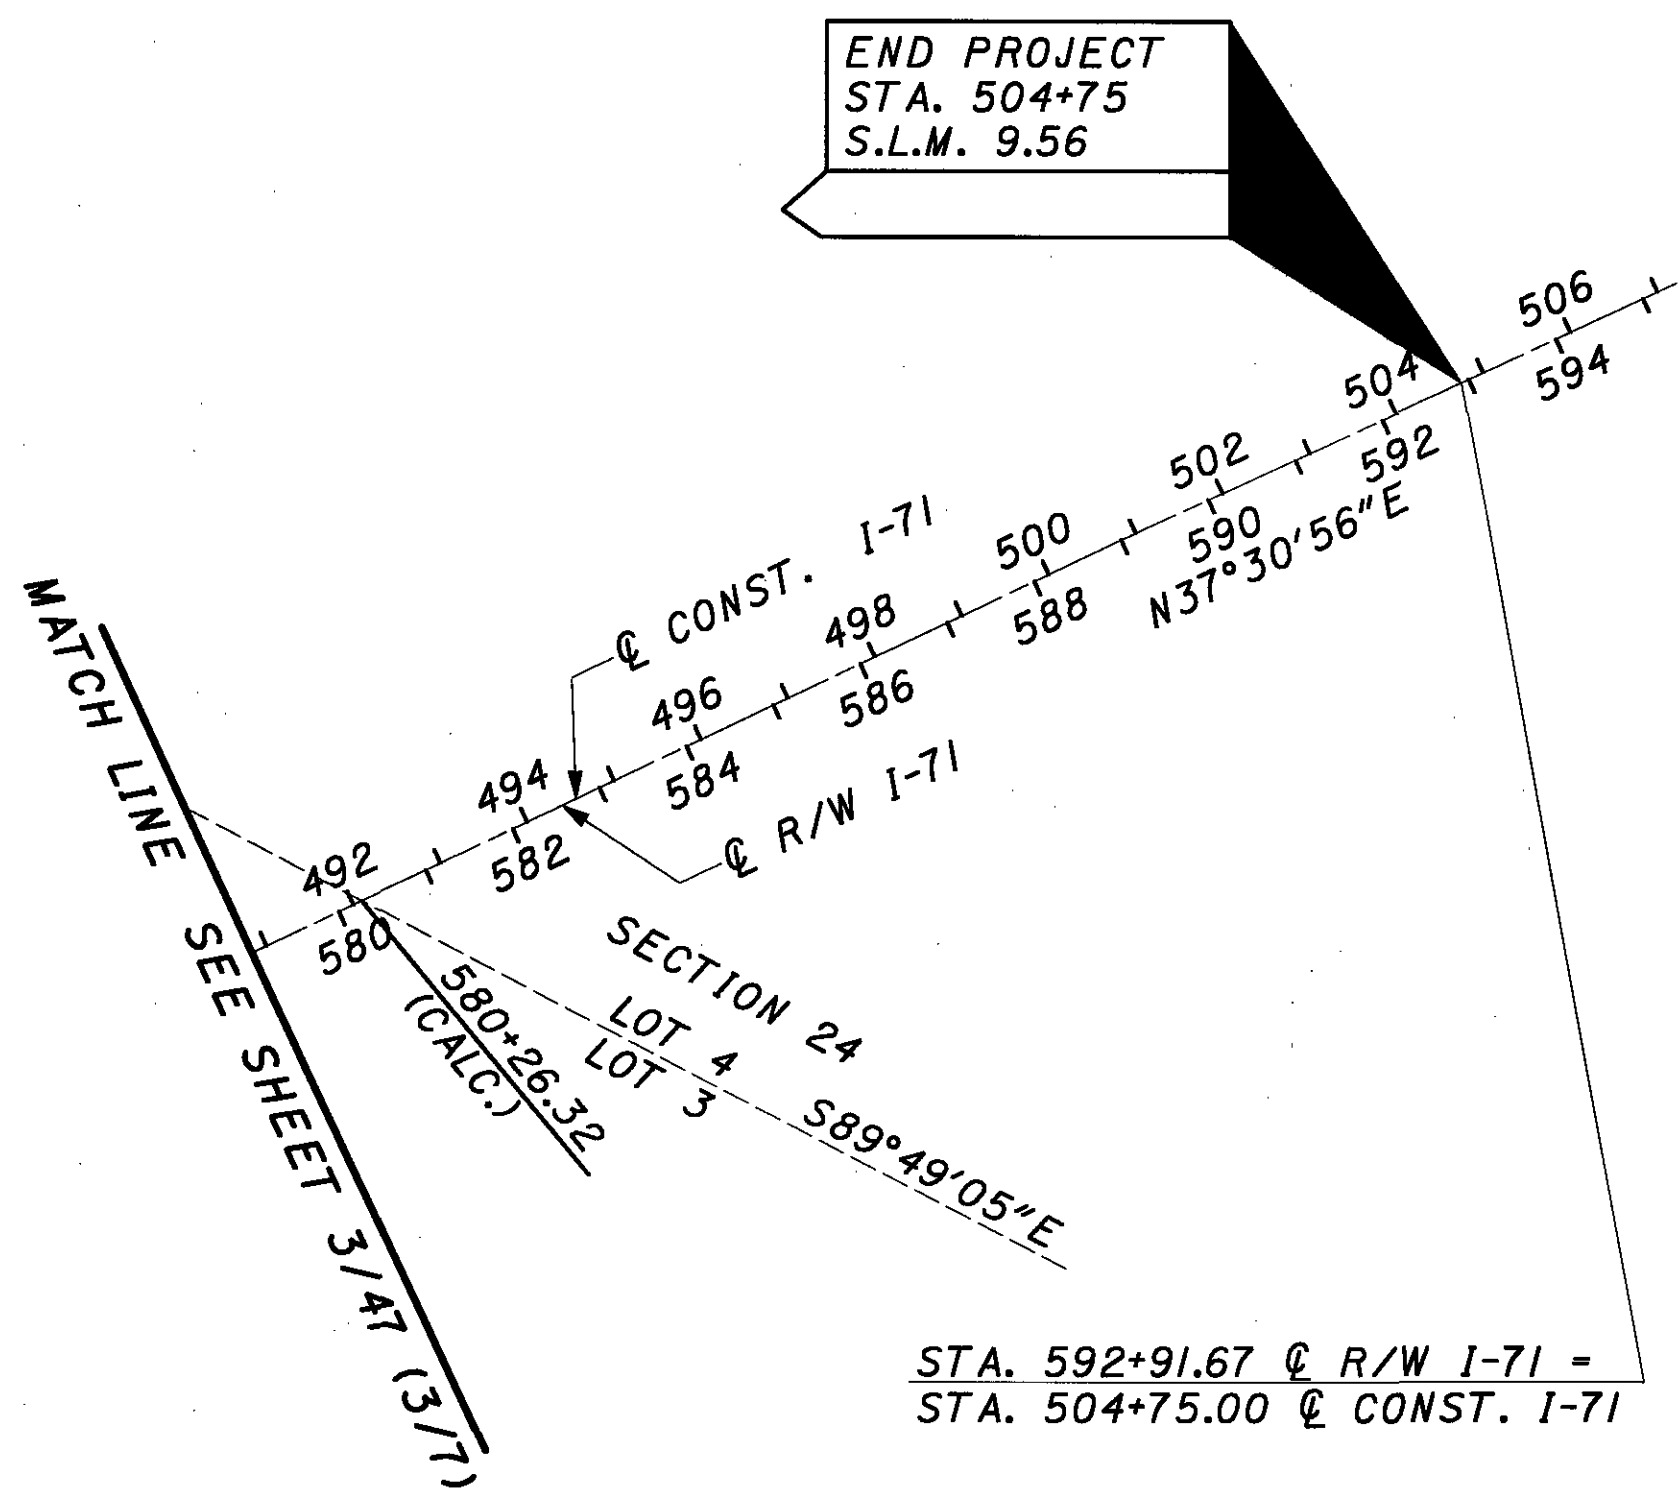 END PROJECT
STA. 504+75
S.L.M. 9.56
506
594
504
592
502
590
N37°30'56"E
500
588
℄ CONST. I-71
498
586
496
584
℄ R/W I-71
494
582
492
580
580+26.32
(CALC.)
MATCH LINE SEE SHEET 3/47 (3/7)
SECTION 24
LOT 4
LOT 3
S89°49'05"E
STA. 592+91.67 ℄ R/W I-71 =
STA. 504+75.00 ℄ CONST. I-71